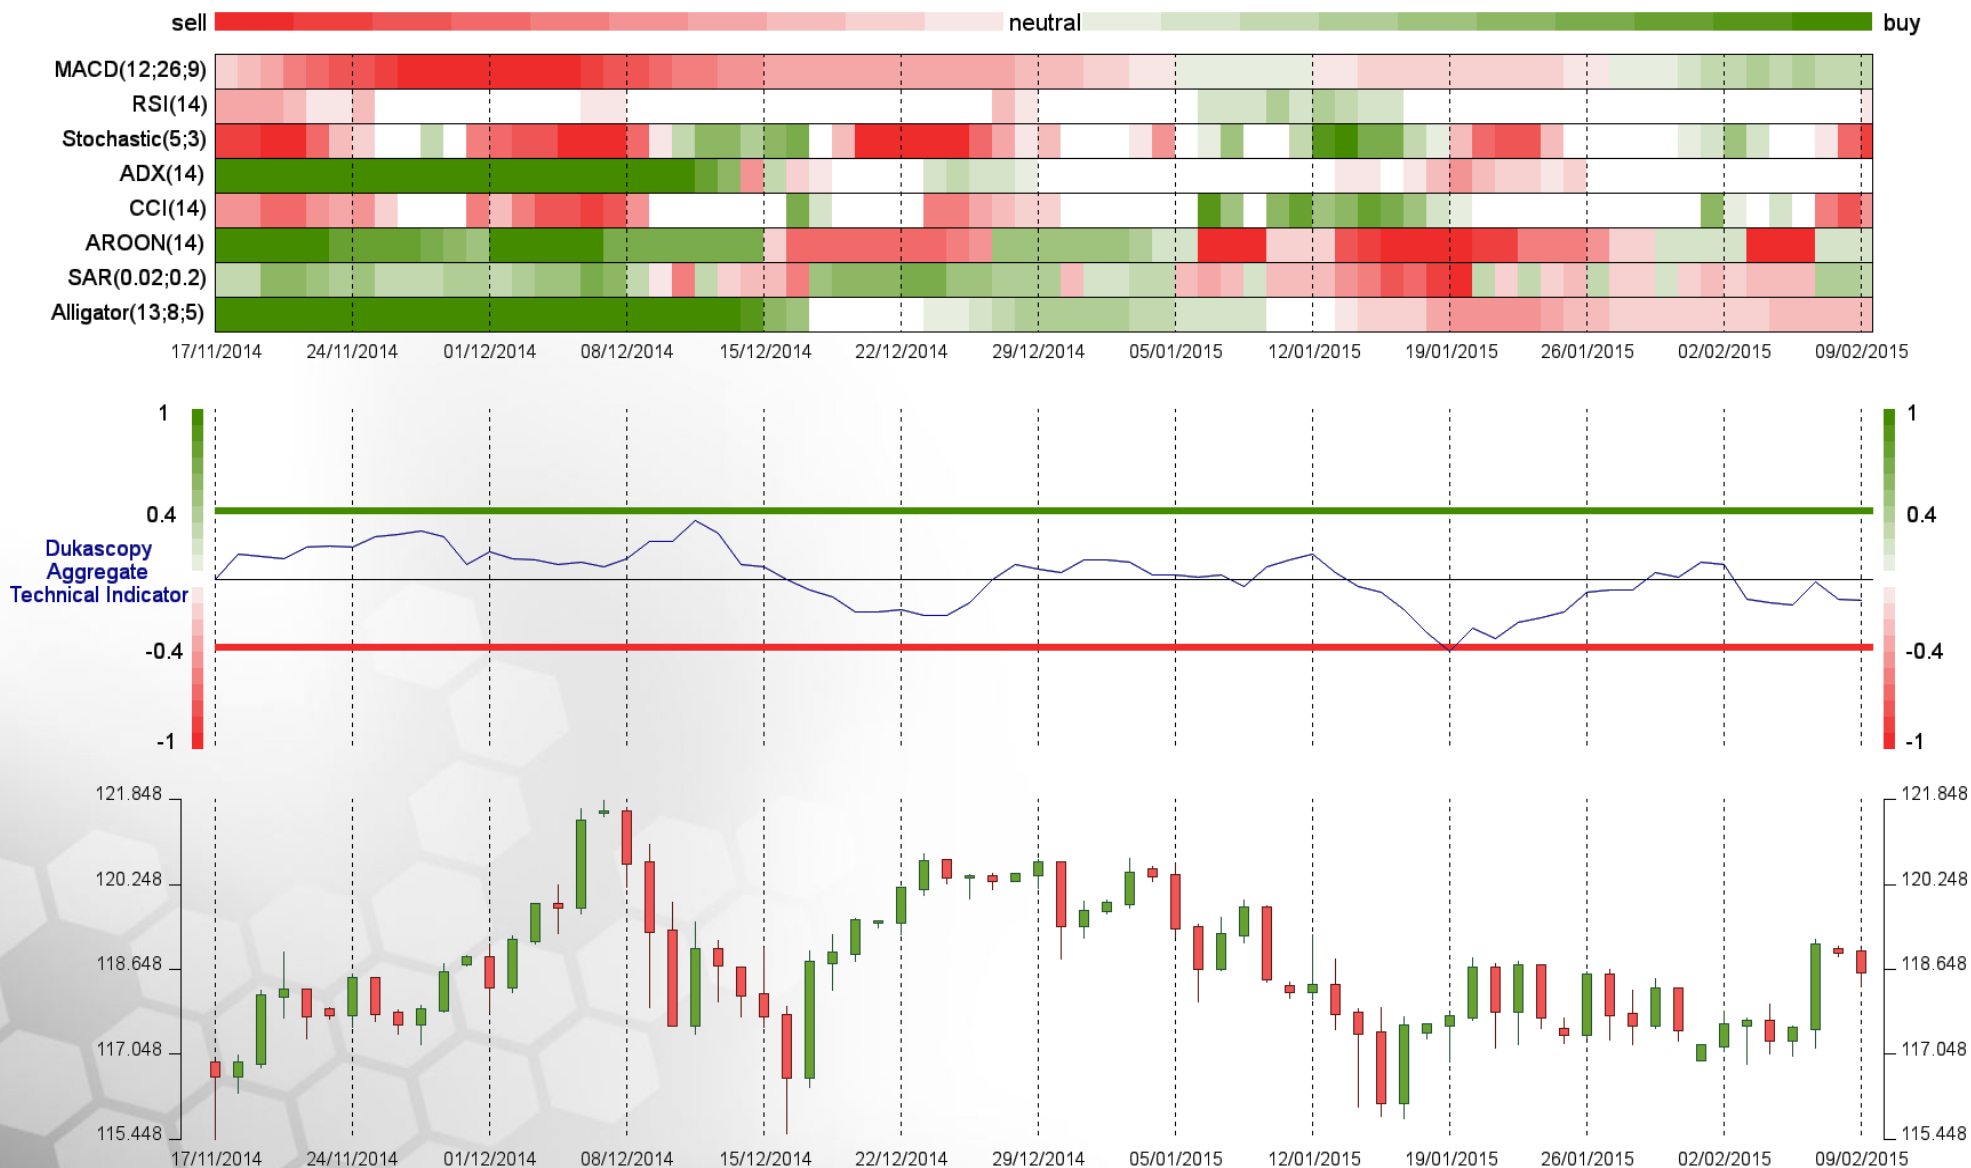 sell neutral buy
MACD(12;26;9)
RSI(14)
Stochastic(5;3)
ADX(14)
CCI(14)
AROON(14)
SAR(0.02;0.2)
Alligator(13;8;5)
17/11/2014 24/11/2014 01/12/2014 08/12/2014 15/12/2014 22/12/2014 29/12/2014 05/01/2015 12/01/2015 19/01/2015 26/01/2015 02/02/2015 09/02/2015
1 1
0.4 0.4
Dukascopy
Aggregate
Technical Indicator
-0.4 -0.4
-1 -1
121.848 121.848
120.248 120.248
118.648 118.648
117.048 117.048
115.448 115.448
17/11/2014 24/11/2014 01/12/2014 08/12/2014 15/12/2014 22/12/2014 29/12/2014 05/01/2015 12/01/2015 19/01/2015 26/01/2015 02/02/2015 09/02/2015